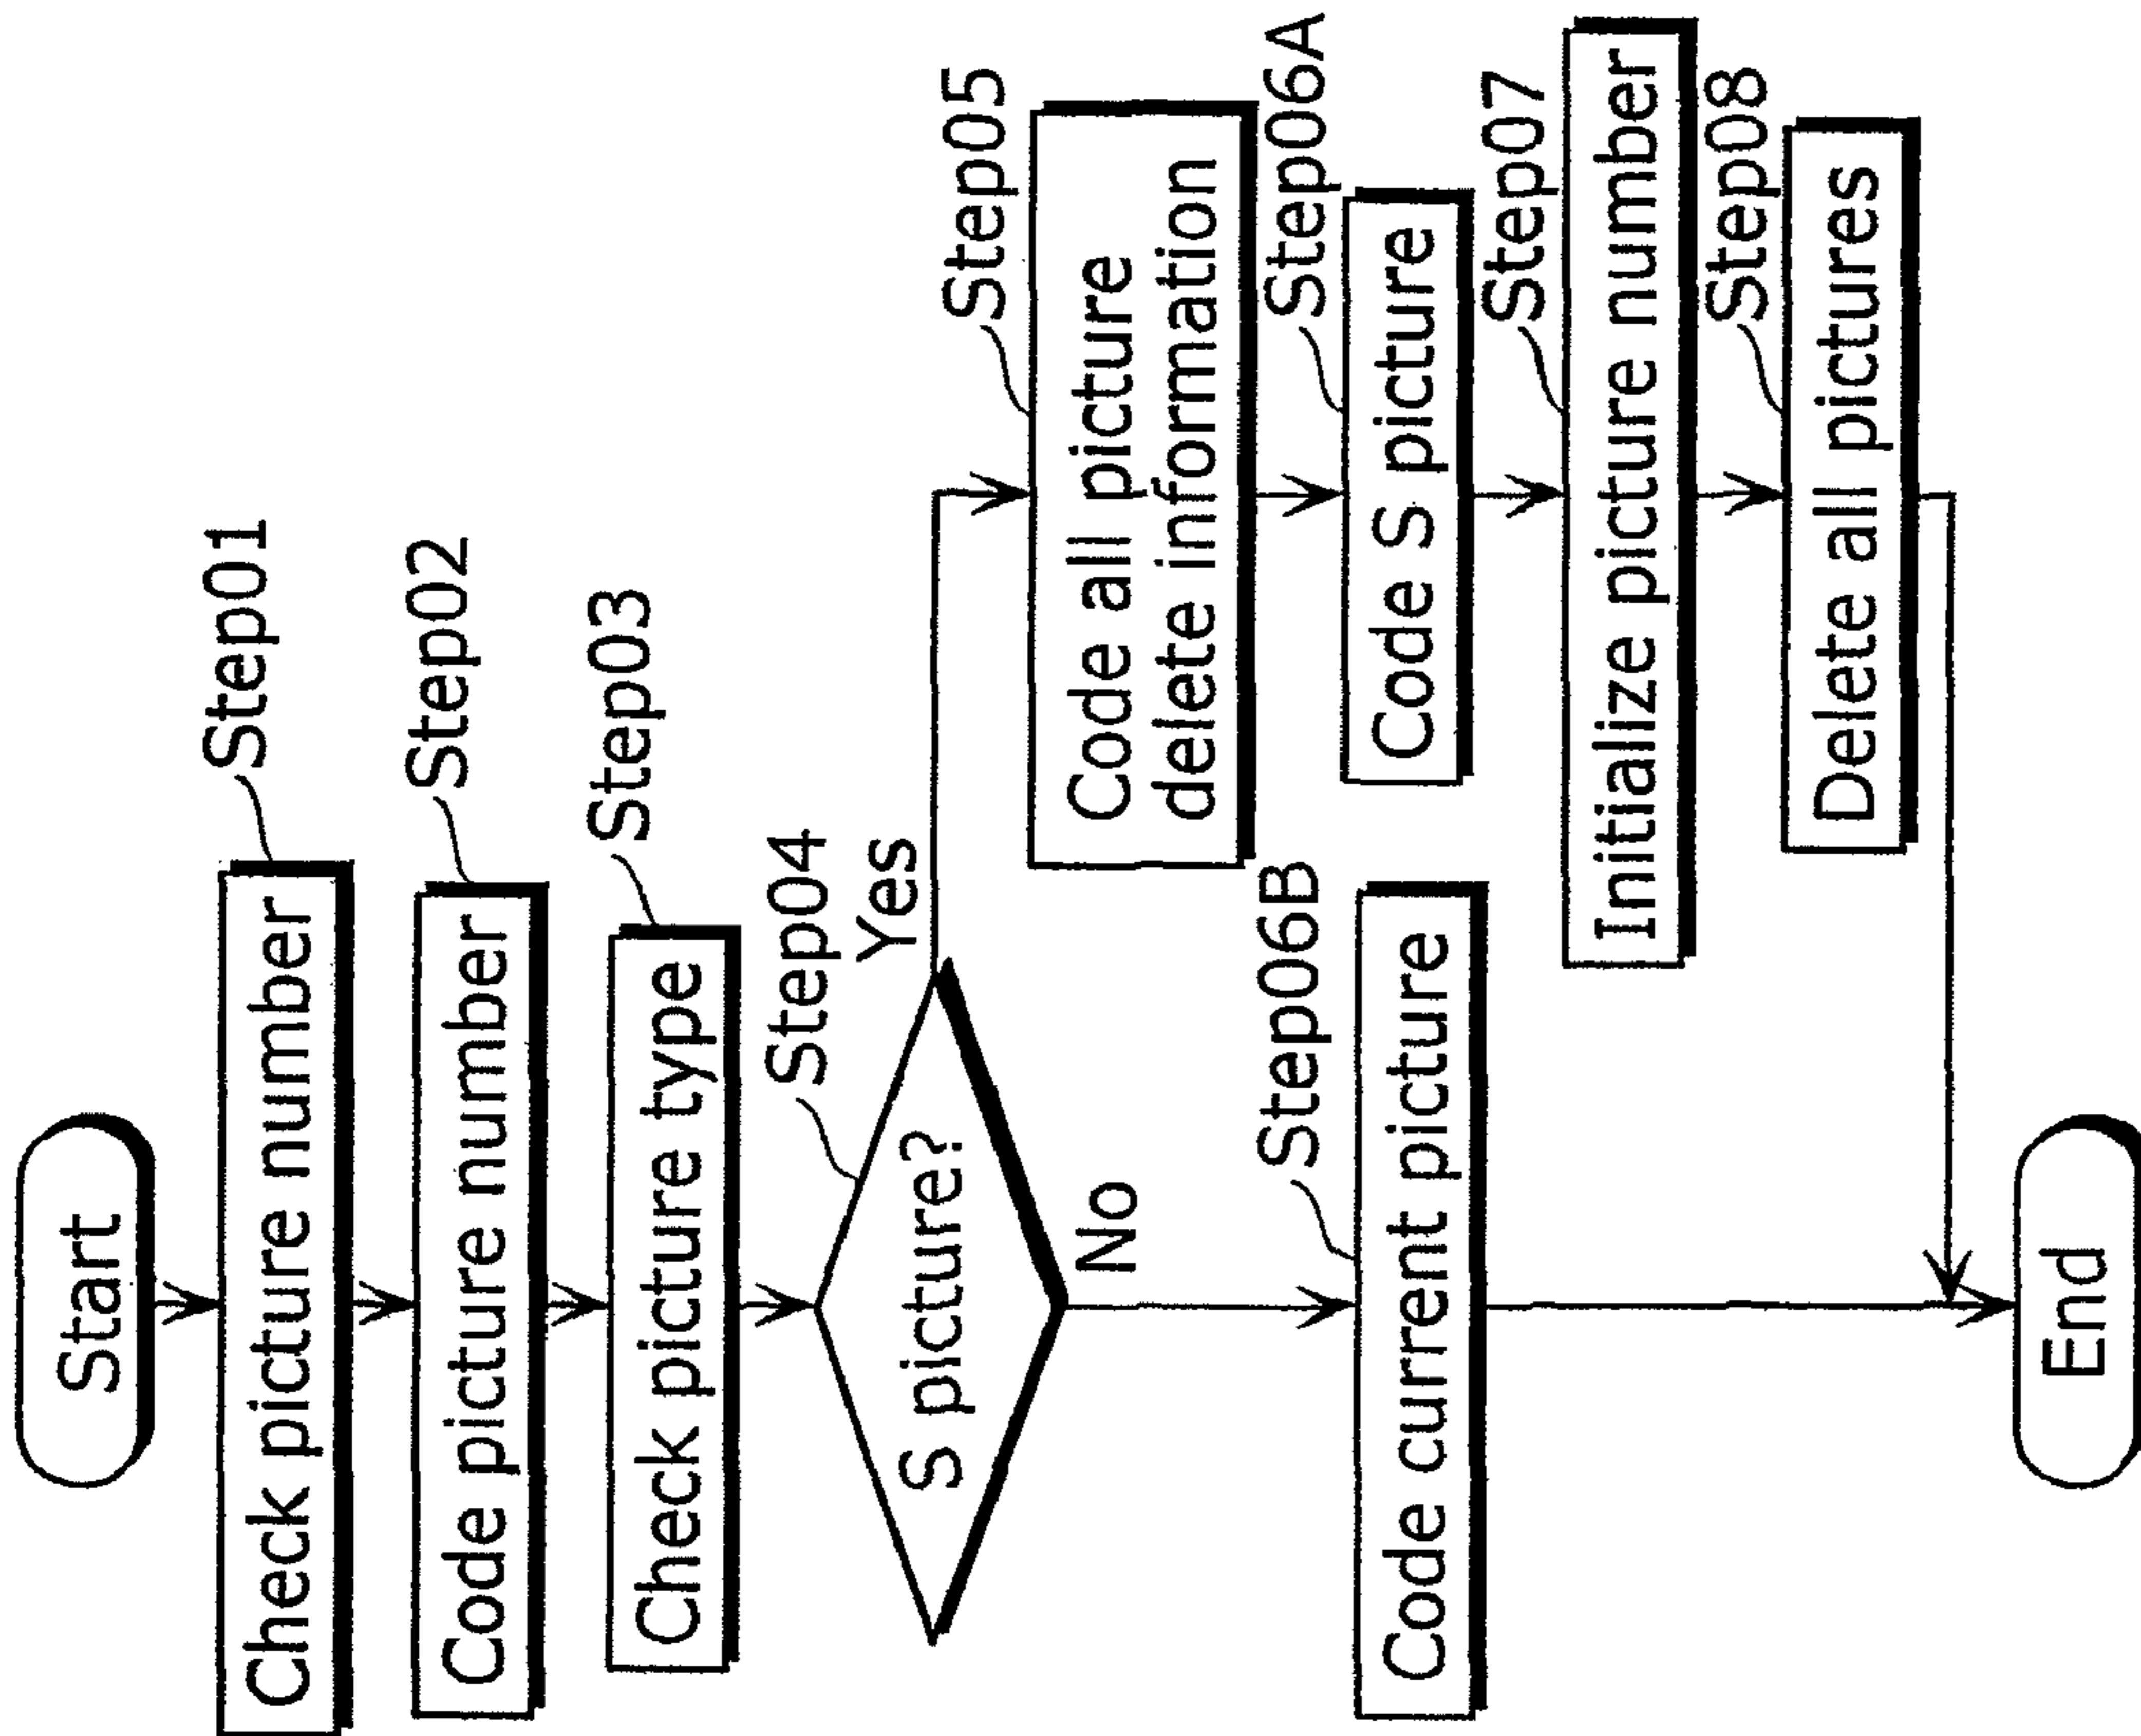 Start
Step01
Check picture number
Step02
Code picture number
Step03
Check picture type
Step04
S picture?
Yes
No
Step05
Code all picture
delete information
Step06A
Code S picture
Step06B
Code current picture
Step07
Initialize picture number
Step08
Delete all pictures
End